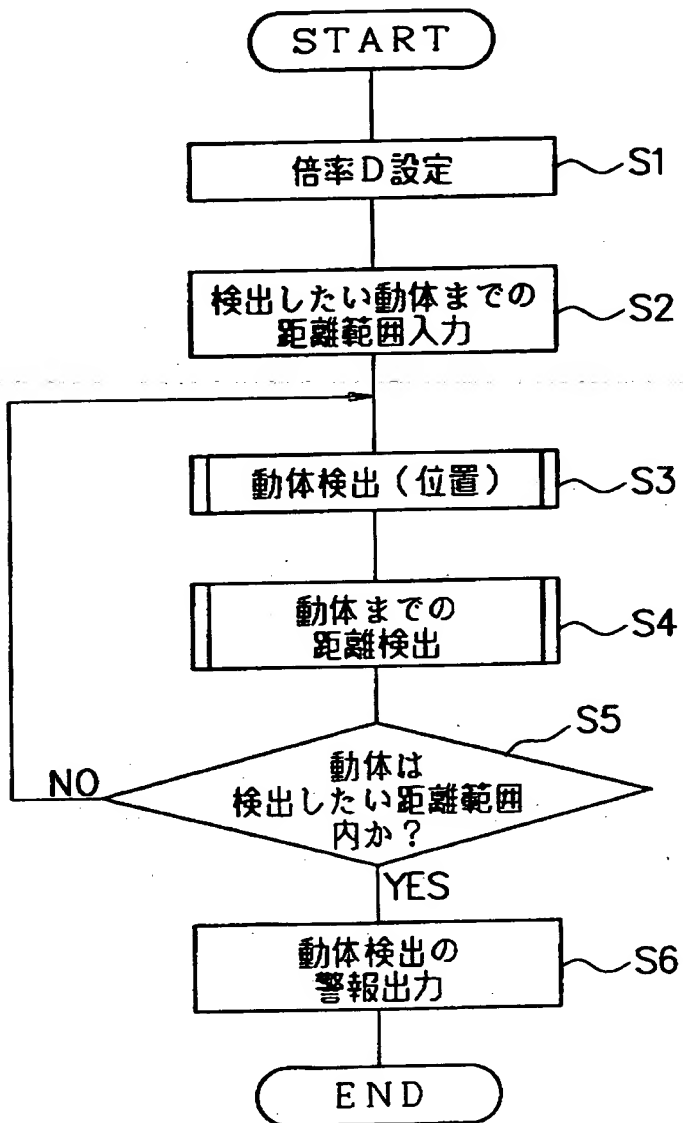 START
倍率D設定
S1
検出したい動体までの
距離範囲入力
S2
動体検出(位置)
S3
動体までの
距離検出
S4
S5
動体は
検出したい距離範囲
内か?
NO
YES
動体検出の
警報出力
S6
END